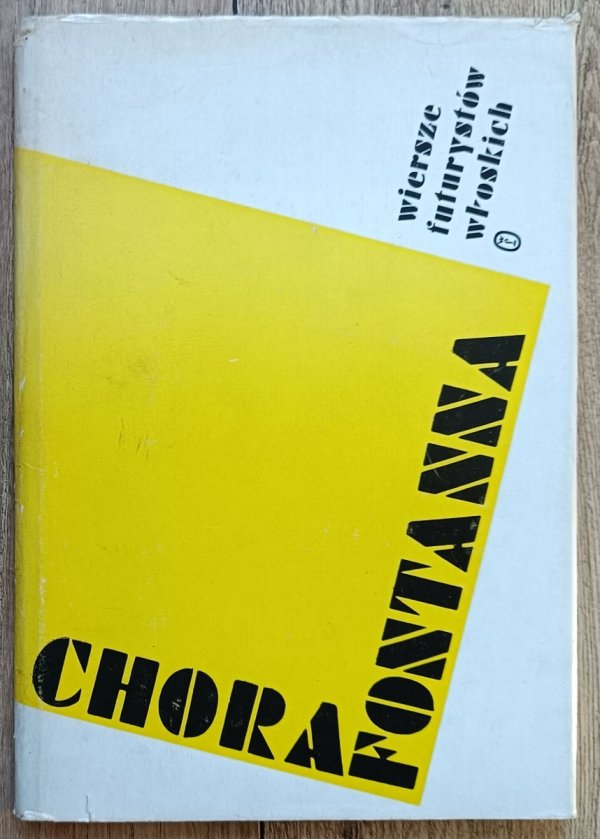 wiersze
futurystów
włoskich
CHORA
FONTANNA